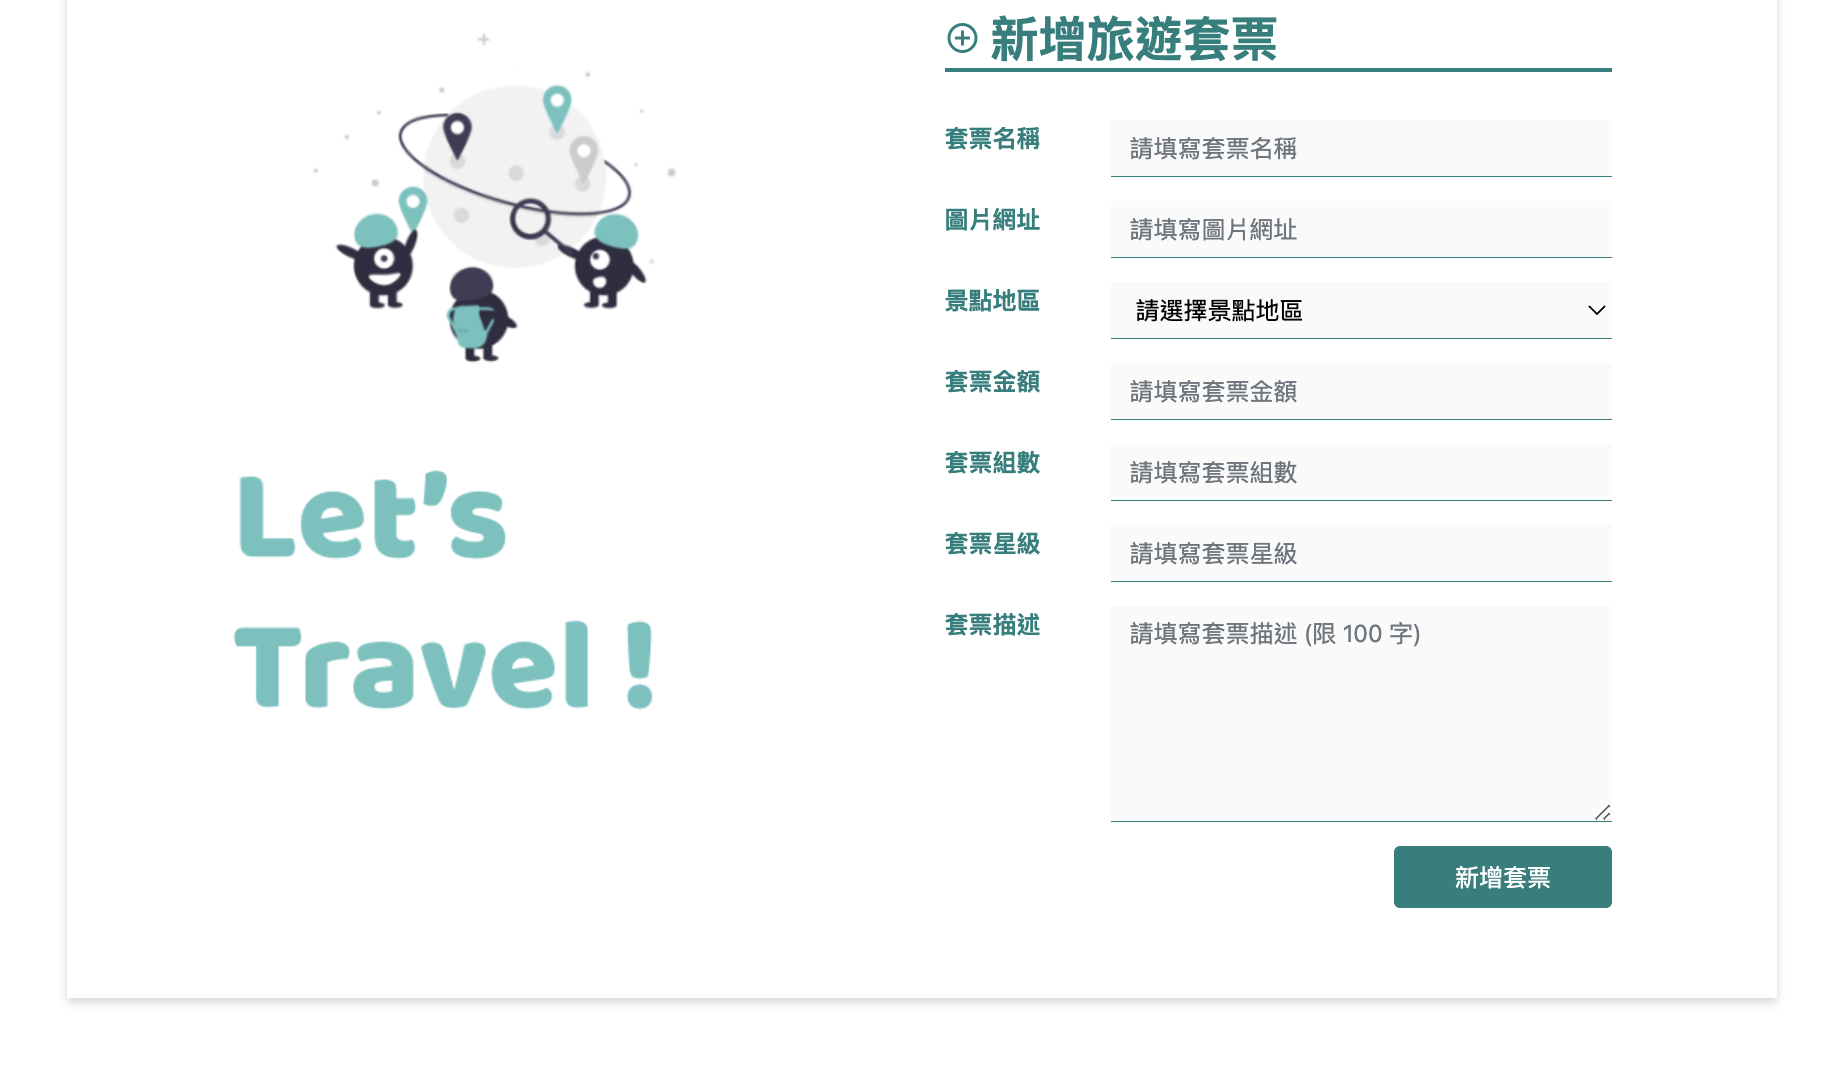 Let's
Travel !
新增旅遊套票
套票名稱
請填寫套票名稱
圖片網址
請填寫圖片網址
景點地區
請選擇景點地區
套票金額
請填寫套票金額
套票組數
請填寫套票組數
套票星級
請填寫套票星級
套票描述
請填寫套票描述 (限 100 字)
新增套票